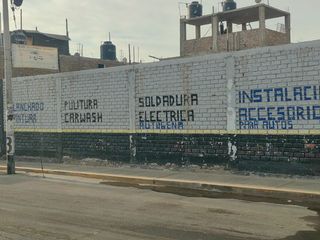 PLANCHADO
PINTURA
PULITURA
CARWASH
SOLDADURA
ELECTRICA
AUTOGENA
INSTALACIO
ACCESORIO
PARA AUTOS